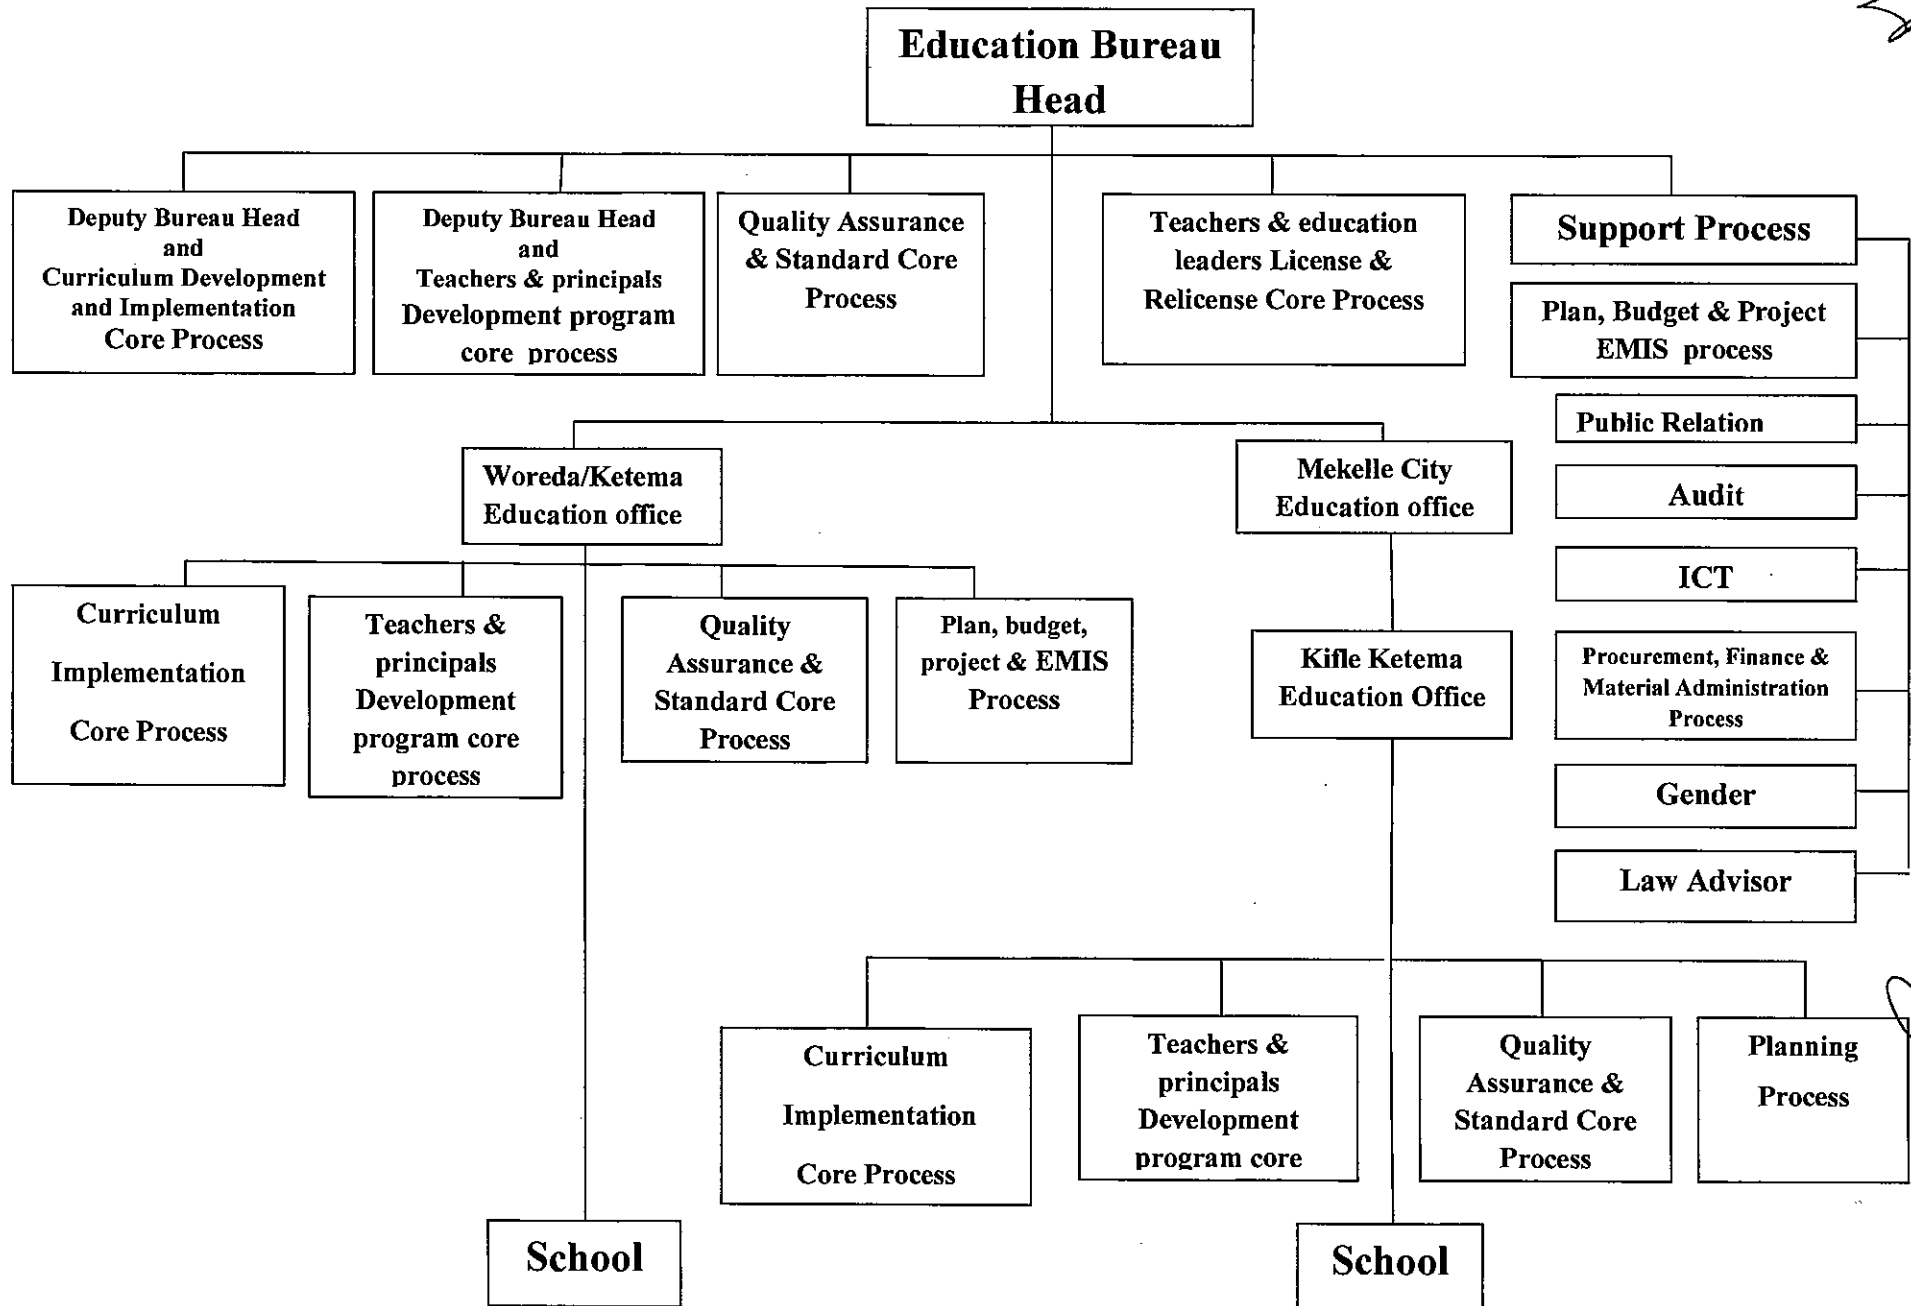 Education Bureau
Head
Deputy Bureau Head
and
Curriculum Development
and Implementation
Core Process
Deputy Bureau Head
and
Teachers & principals
Development program
core process
Quality Assurance
& Standard Core
Process
Teachers & education
leaders License &
Relicense Core Process
Support Process
Plan, Budget & Project
EMIS process
Public Relation
Audit
ICT
Procurement, Finance &
Material Administration
Process
Gender
Law Advisor
Woreda/Ketema
Education office
Mekelle City
Education office
Curriculum
Implementation
Core Process
Teachers &
principals
Development
program core
process
Quality
Assurance &
Standard Core
Process
Plan, budget,
project & EMIS
Process
Kifle Ketema
Education Office
Curriculum
Implementation
Core Process
Teachers &
principals
Development
program core
Quality
Assurance &
Standard Core
Process
Planning
Process
School
School